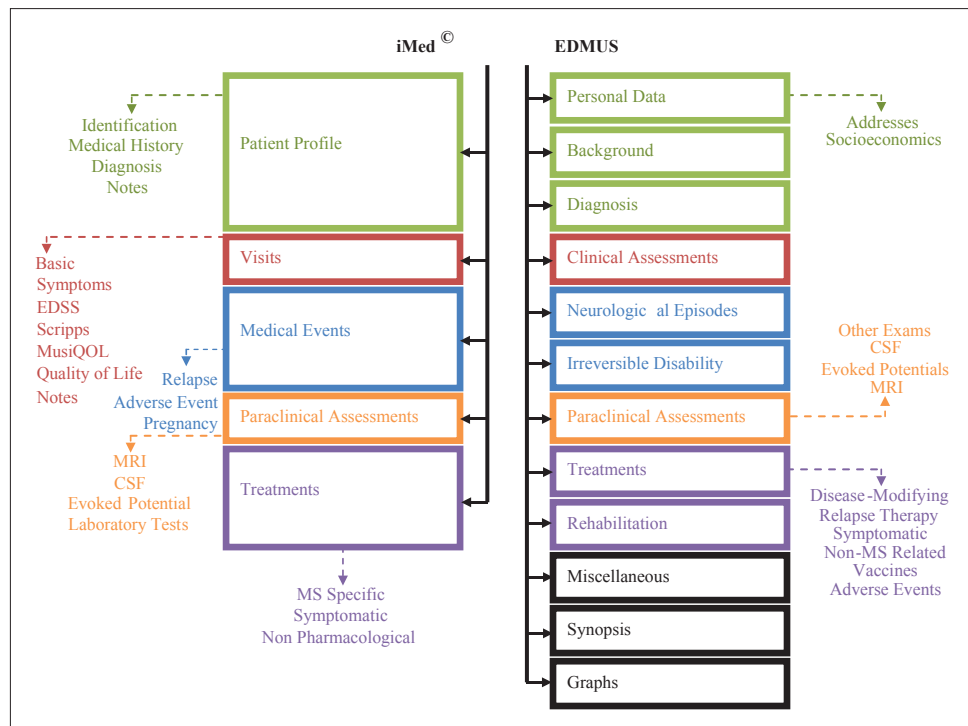 iMed ©
Identification
Medical History
Diagnosis
Notes
Patient Profile
Basic
Symptoms
EDSS
Scripps
MusiQOL
Quality of Life
Notes
Visits
Medical Events
Relapse
Adverse Event
Pregnancy
Paraclinical Assessments
MRI
CSF
Evoked Potential
Laboratory Tests
Treatments
MS Specific
Symptomatic
Non Pharmacological
EDMUS
Personal Data
Addresses
Socioeconomics
Background
Diagnosis
Clinical Assessments
Neurologic al Episodes
Irreversible Disability
Other Exams
CSF
Evoked Potentials
MRI
Paraclinical Assessments
Treatments
Disease-Modifying
Relapse Therapy
Symptomatic
Non-MS Related
Vaccines
Adverse Events
Rehabilitation
Miscellaneous
Synopsis
Graphs